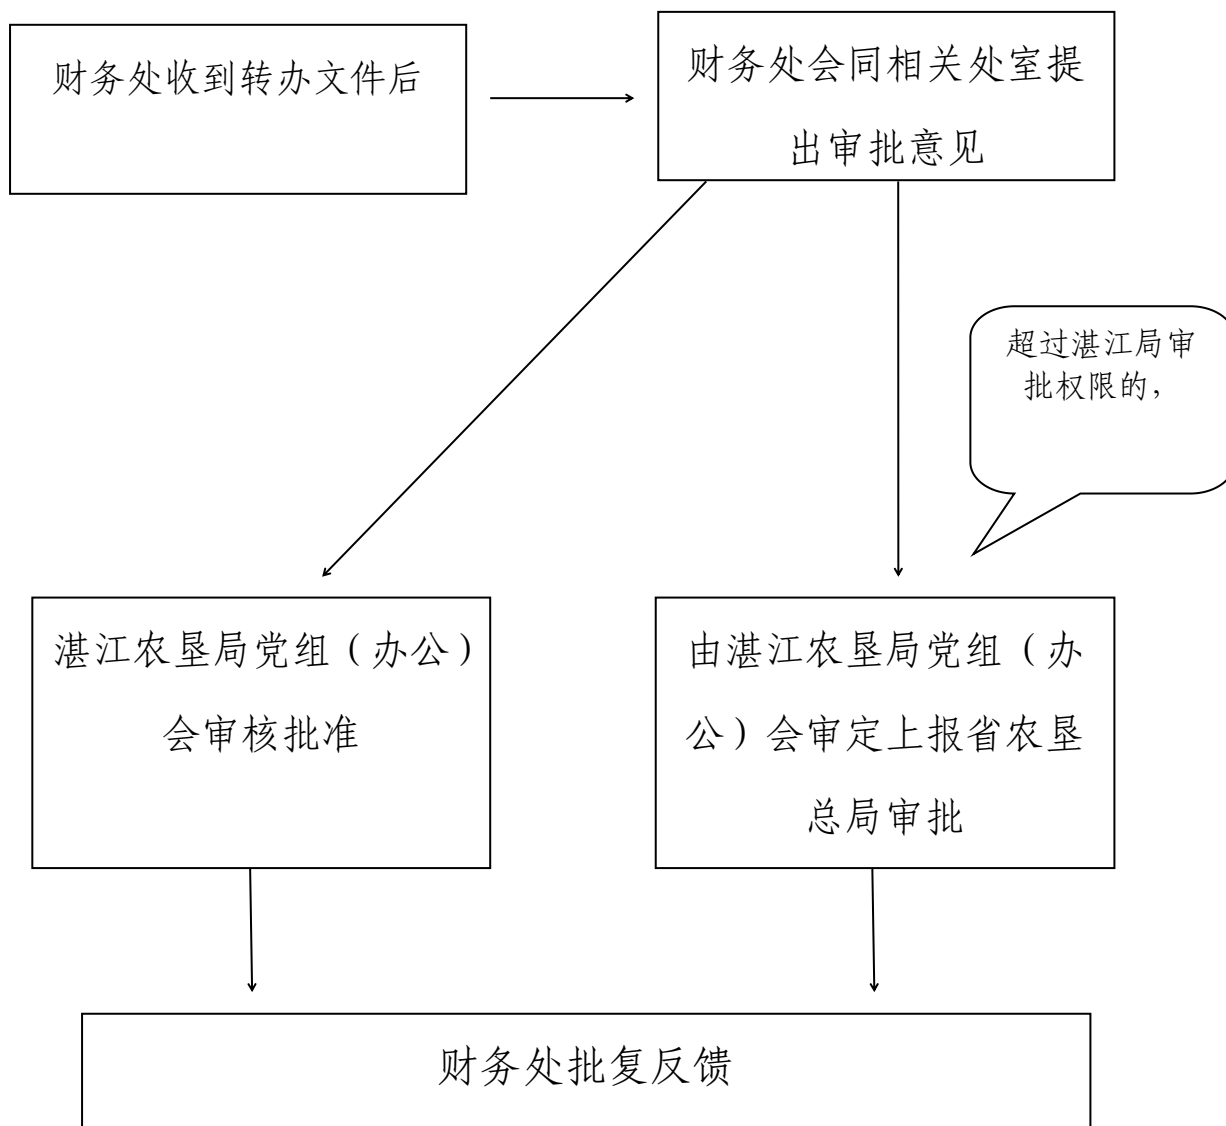 财务处收到转办文件后
财务处会同相关处室提
出审批意见
超过湛江局审
批权限的，
湛江农垦局党组（办公）
会审核批准
由湛江农垦局党组（办
公）会审定上报省农垦
总局审批
财务处批复反馈